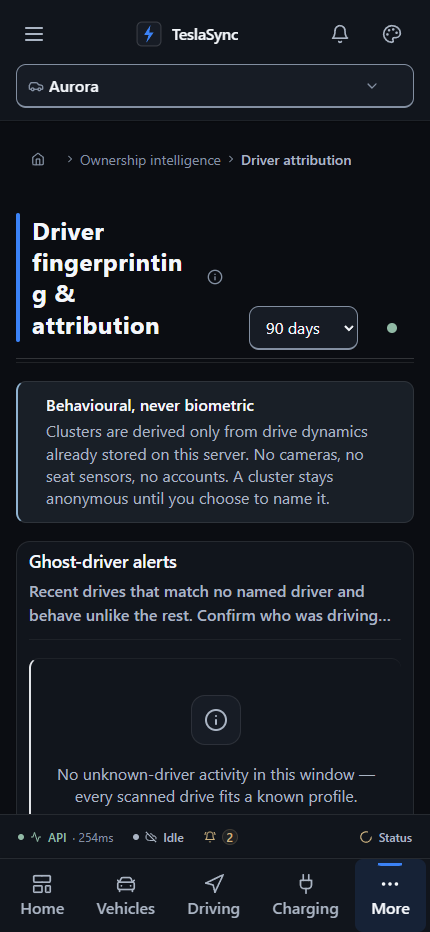 TeslaSync
Aurora
Ownership intelligence
Driver attribution
Driver
fingerprintin
g &
attribution
90 days
Behavioural, never biometric
Clusters are derived only from drive dynamics
already stored on this server. No cameras, no
seat sensors, no accounts. A cluster stays
anonymous until you choose to name it.
Ghost-driver alerts
Recent drives that match no named driver and
behave unlike the rest. Confirm who was driving...
No unknown-driver activity in this window —
every scanned drive fits a known profile.
API · 254ms
Idle
2
Status
Home
Vehicles
Driving
Charging
More